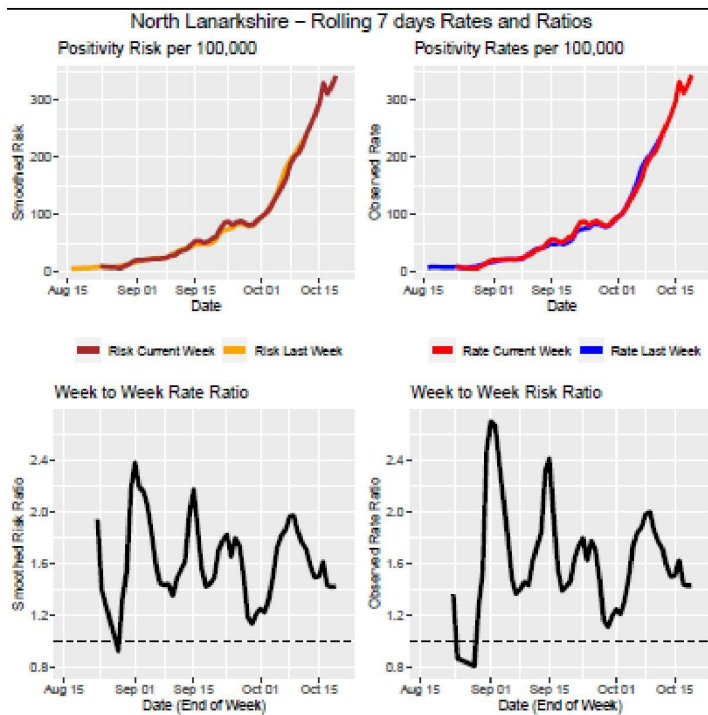 North Lanarkshire – Rolling 7 days Rates and Ratios
Positivity Risk per 100,000
Smoothed Risk
300
200
100
0
Aug 15 Sep 01 Sep 15 Oct 01 Oct 15
Date
Risk Current Week Risk Last Week
Positivity Rates per 100,000
Observed Rate
300
200
100
0
Aug 15 Sep 01 Sep 15 Oct 01 Oct 15
Date
Rate Current Week Rate Last Week
Week to Week Rate Ratio
Smoothed Risk Ratio
2.4
2.0
1.6
1.2
0.8
Aug 15 Sep 01 Sep 15 Oct 01 Oct 15
Date (End of Week)
Week to Week Risk Ratio
Observed Rate Ratio
2.4
2.0
1.6
1.2
0.8
Aug 15 Sep 01 Sep 15 Oct 01 Oct 15
Date (End of Week)